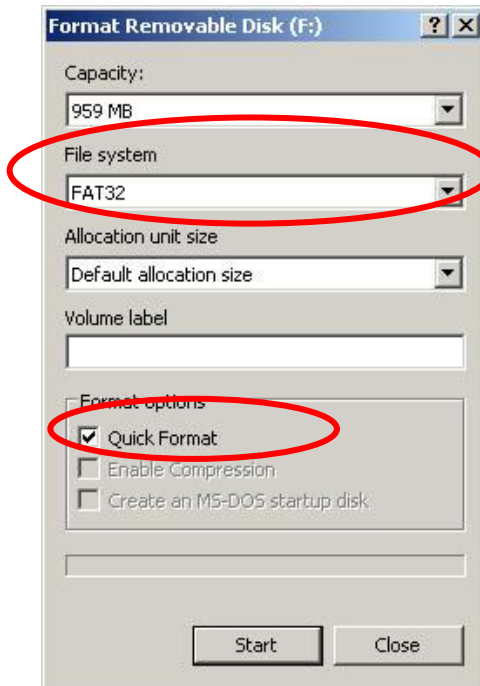 Format Removable Disk (F:)
Capacity:
959 MB
File system
FAT32
Allocation unit size
Default allocation size
Volume label
Format options
Quick Format
Enable Compression
Create an MS-DOS startup disk
Start Close